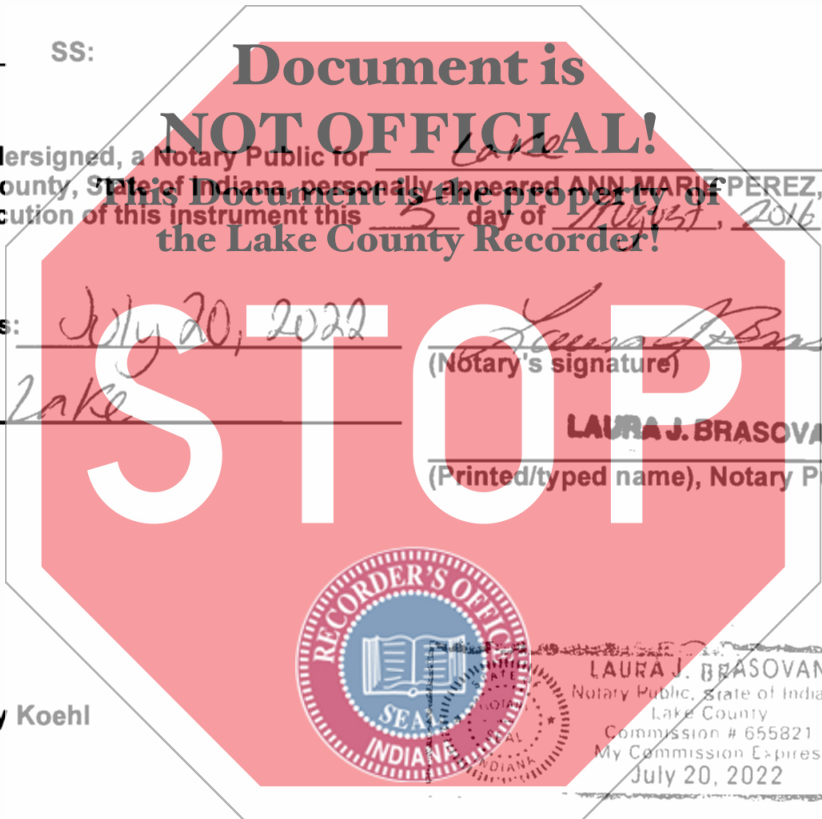 SS:
Document is
NOT OFFICIAL!
ersigned, a Notary Public for Lake
ounty, State of Indiana, personally appeared ANN MARIE PEREZ,
This Document is the property of
cution of this instrument this 5 day of August, 2016
the Lake County Recorder!
s: July 20, 2022
(Notary's signature)
Lake
LAURA J. BRASOVA
STOP
(Printed/typed name), Notary P
RECORDER'S OFFICE
SEAL
INDIANA
LAURA J. BRASOVAN
Notary Public, State of India
Lake County
Commission # 655821
My Commission Expires
July 20, 2022
STATE
SEAL
INDIANA
y Koehl